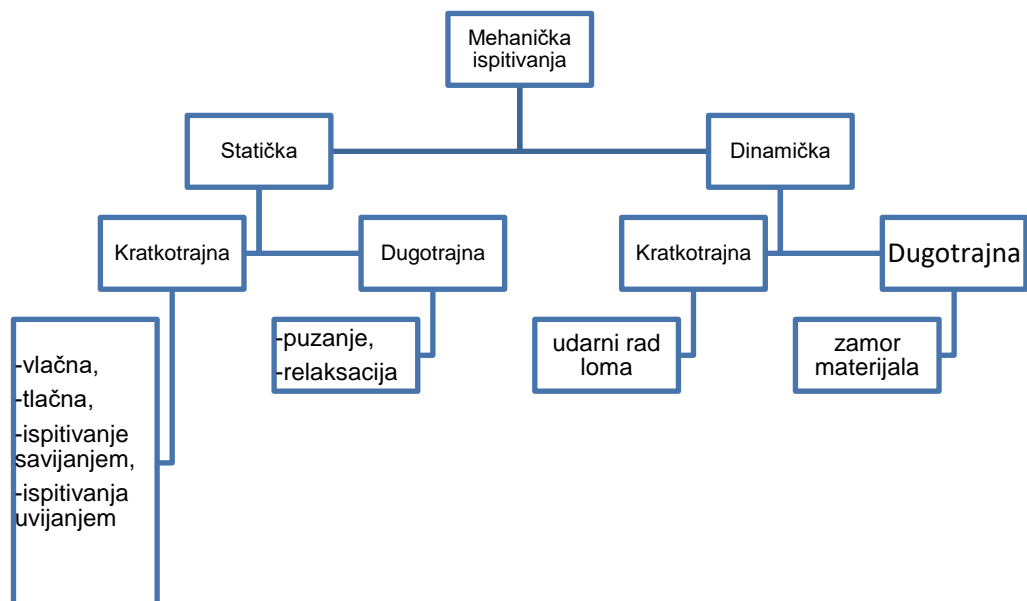 Mehanička
ispitivanja
Statička
Dinamička
Kratkotrajna
Dugotrajna
Kratkotrajna
Dugotrajna
-vlačna,
-tlačna,
-ispitivanje
savijanjem,
-ispitivanja
uvijanjem
-puzanje,
-relaksacija
udarni rad
loma
zamor
materijala